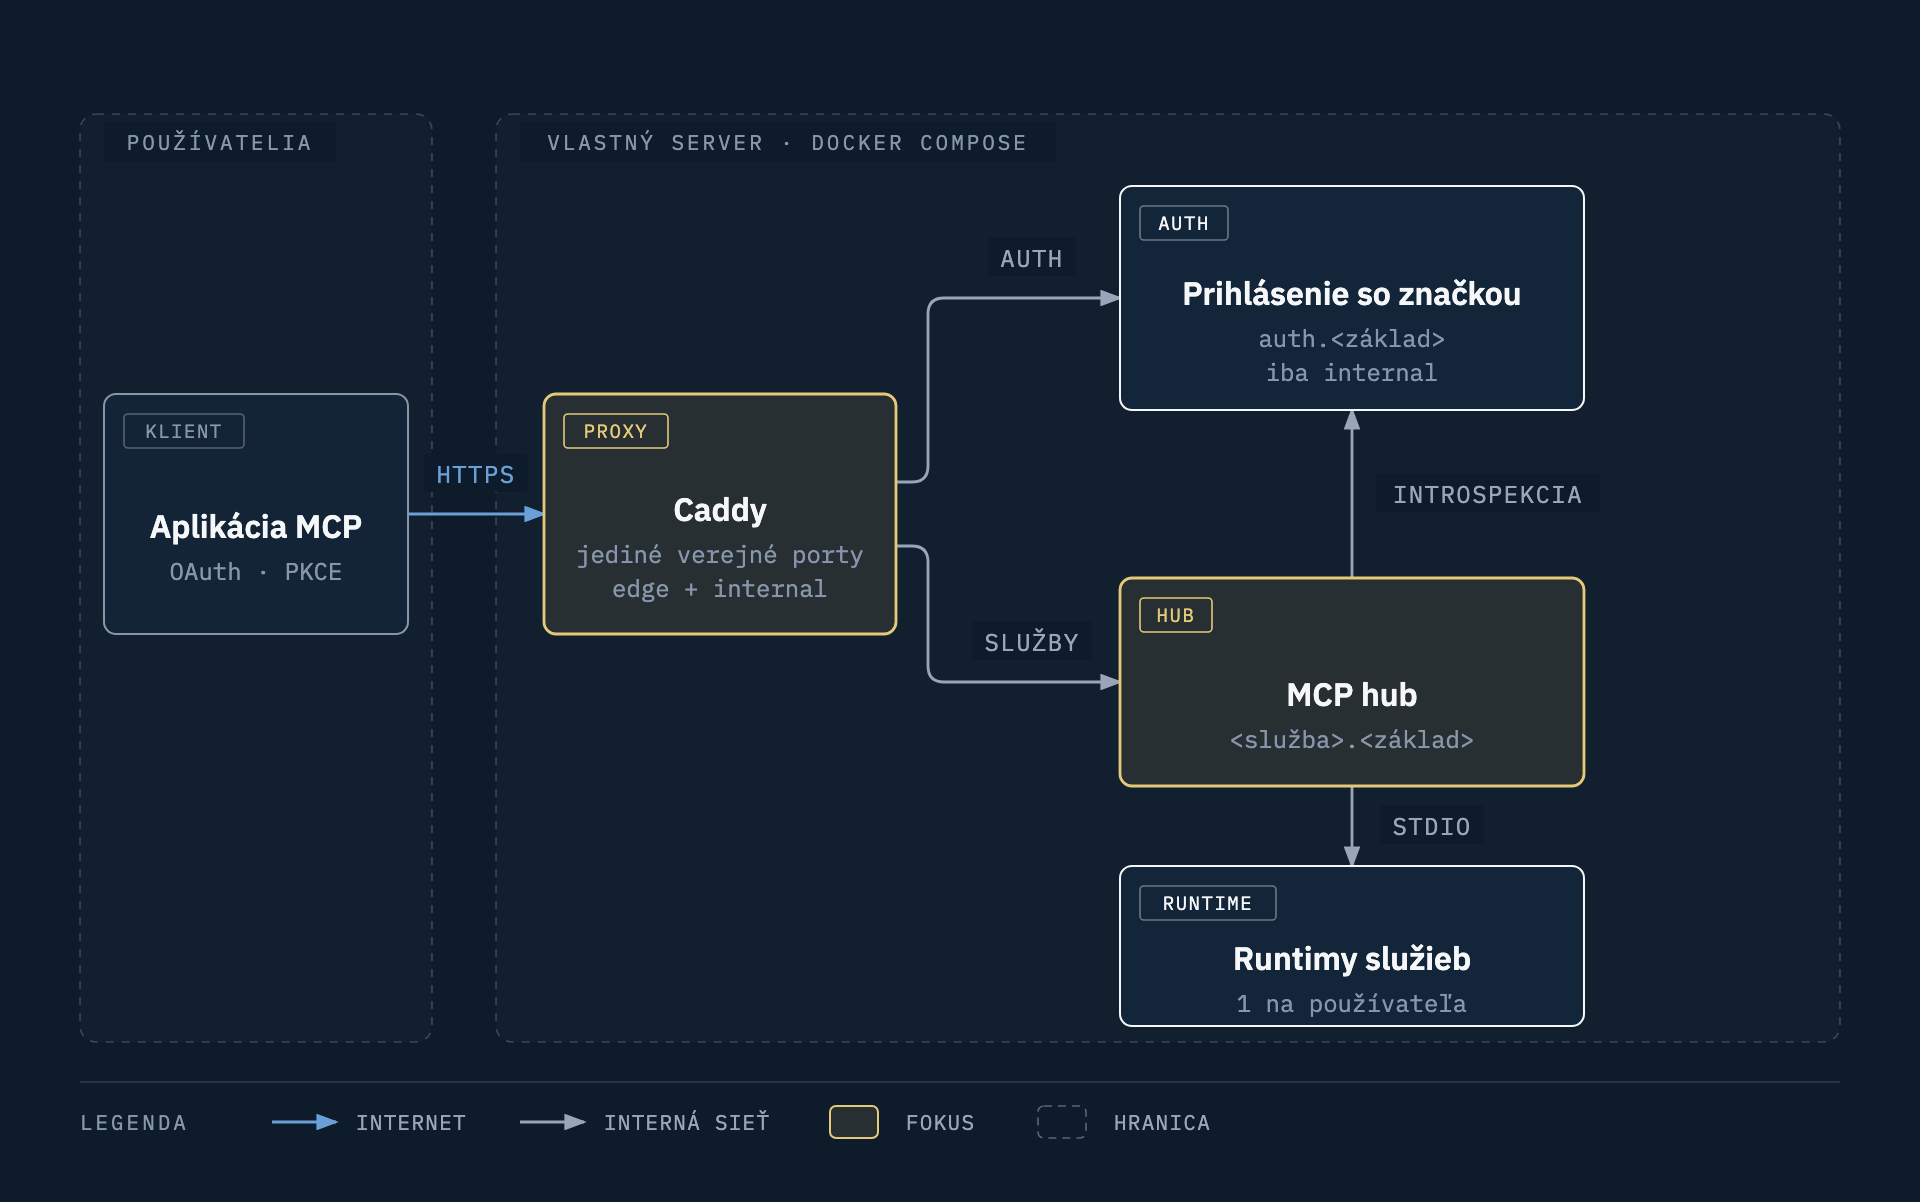 POUŽÍVATELIA
VLASTNÝ SERVER · DOCKER COMPOSE
KLIENT
Aplikácia MCP
OAuth · PKCE
HTTPS
PROXY
Caddy
jediné verejné porty
edge + internal
AUTH
SLUŽBY
AUTH
Prihlásenie so značkou
auth.<základ>
iba internal
INTROSPEKCIA
HUB
MCP hub
<služba>.<základ>
STDIO
RUNTIME
Runtimy služieb
1 na používateľa
LEGENDA
INTERNET
INTERNÁ SIEŤ
FOKUS
HRANICA